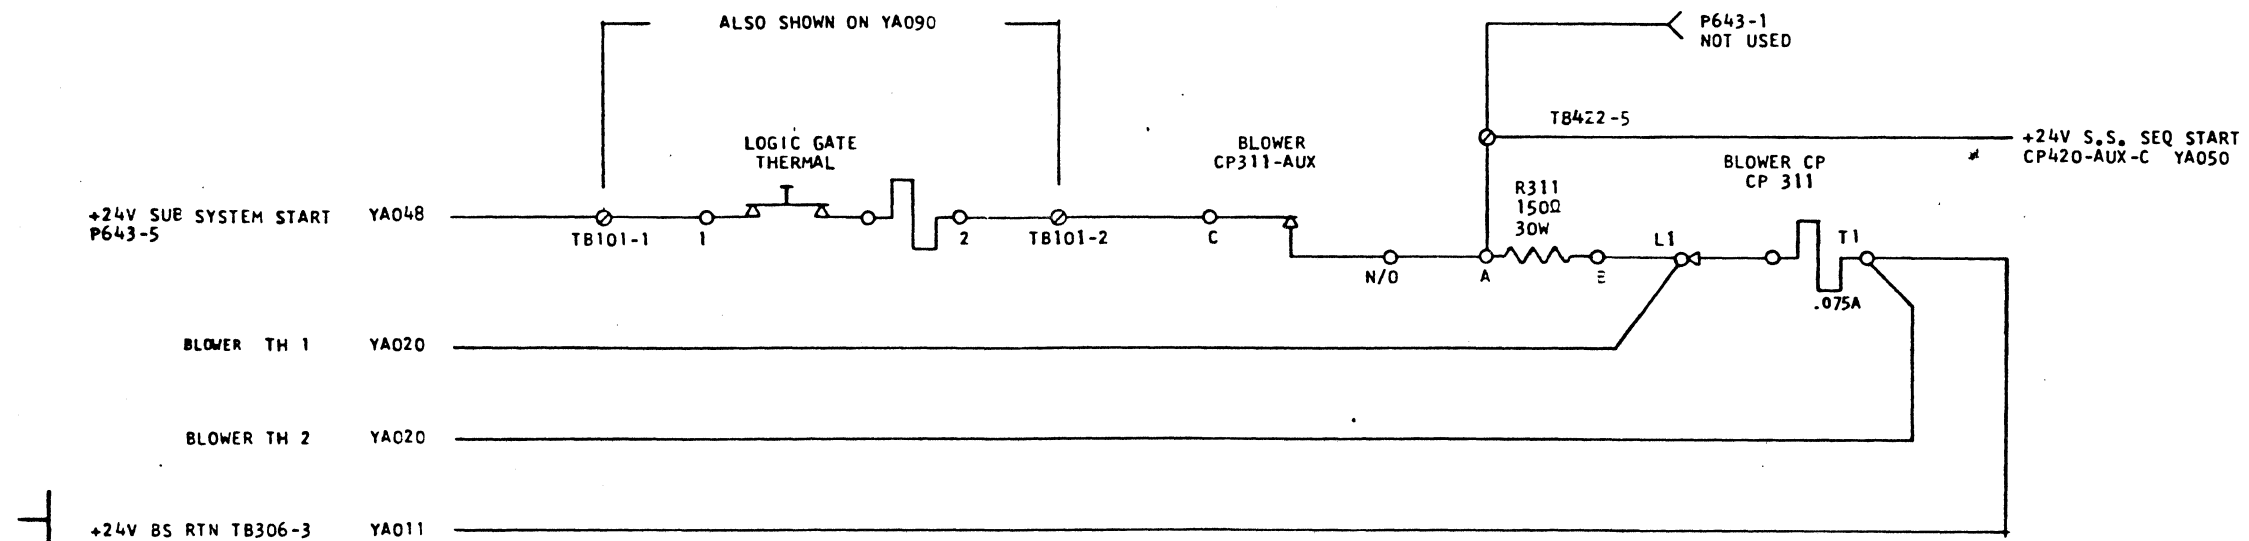 ALSO SHOWN ON YA090
P643-1
NOT USED
TB422-5
+24V S.S. SEQ START
CP420-AUX-C YA050
LOGIC GATE
THERMAL
BLOWER
CP311-AUX
BLOWER CP
CP 311
R311
150Ω
30W
+24V SUB SYSTEM START YA048
P643-5
TB101-1
1
2
TB101-2
C
N/O
A
E
L1
T1
.075A
BLOWER TH 1 YA020
BLOWER TH 2 YA020
+24V BS RTN TB306-3 YA011